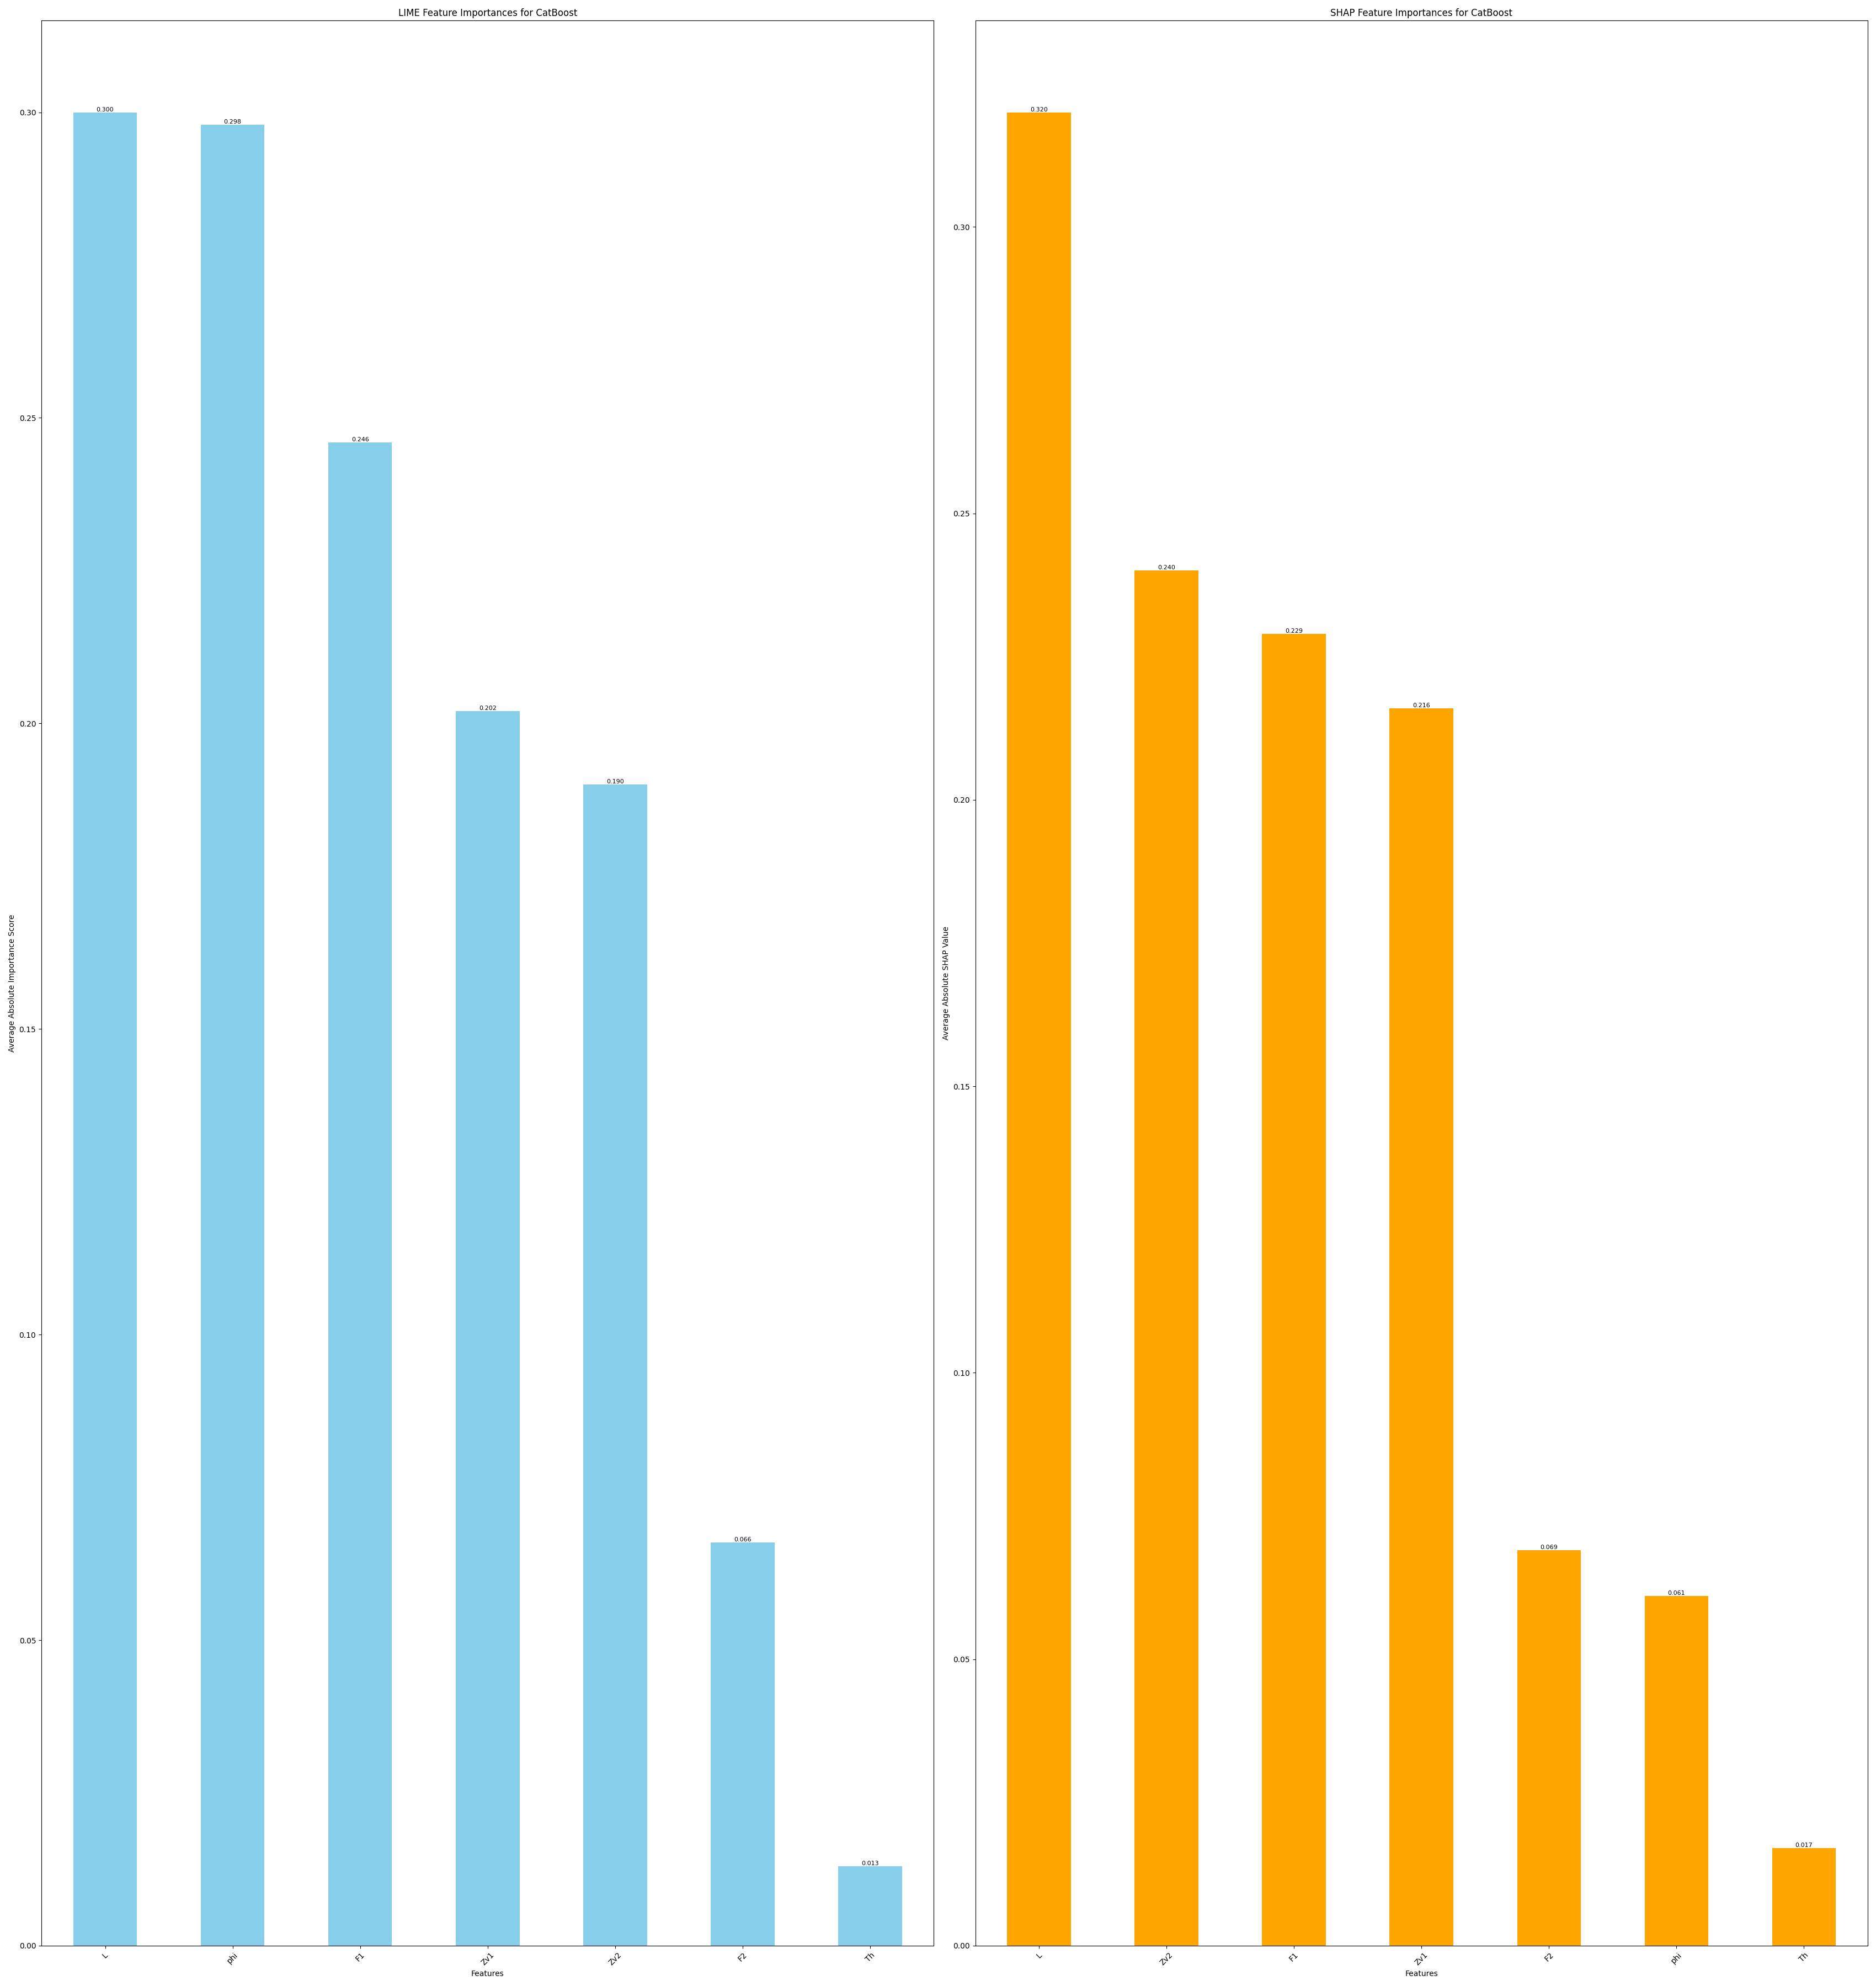 LIME Feature Importances for CatBoost
Average Absolute Importance Score
0.30
0.25
0.20
0.15
0.10
0.05
0.00
0.300
0.298
0.246
0.202
0.190
0.066
0.013
L
phi
F1
Zv1
Zv2
F2
Th
Features
SHAP Feature Importances for CatBoost
Average Absolute SHAP Value
0.30
0.25
0.20
0.15
0.10
0.05
0.00
0.320
0.240
0.229
0.216
0.069
0.061
0.017
L
Zv2
F1
Zv1
F2
phi
Th
Features